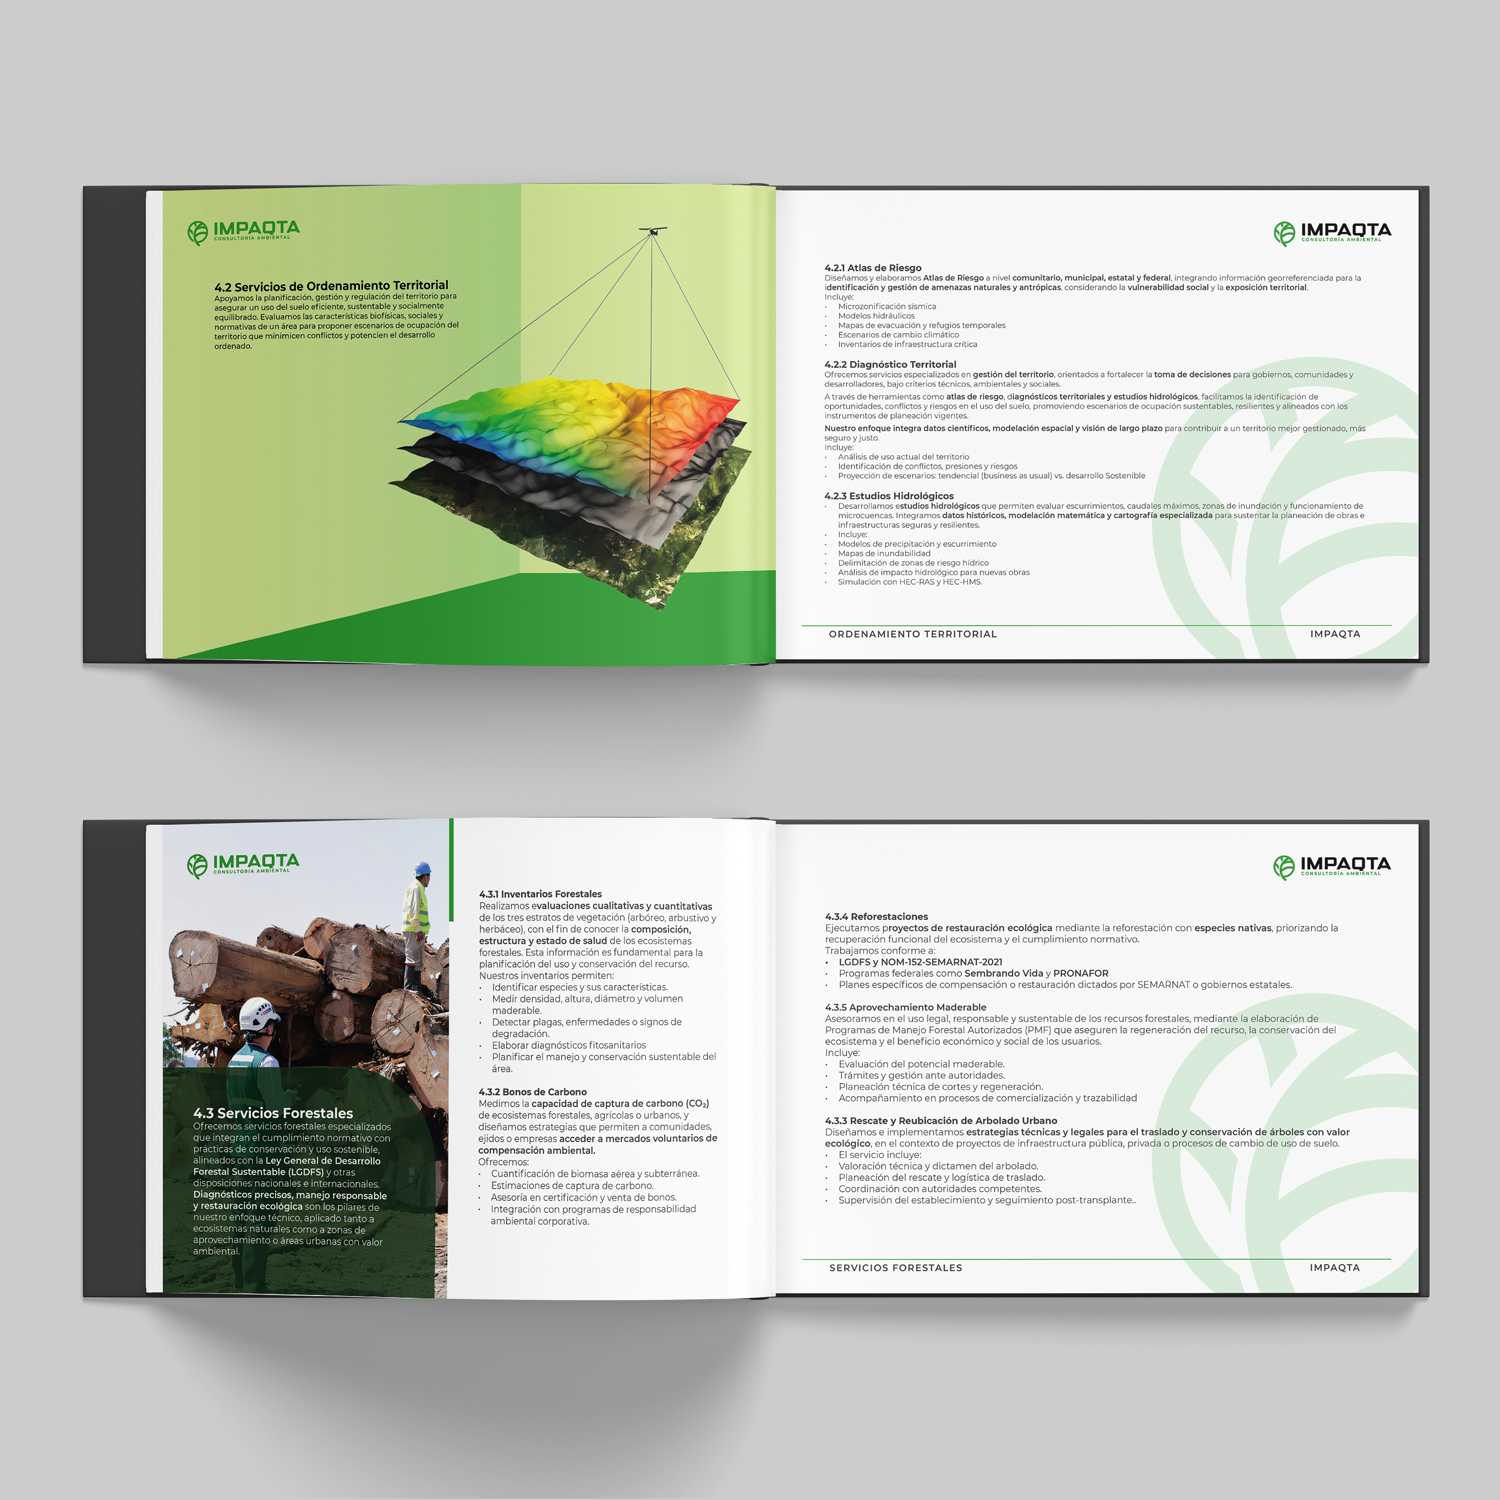 IMPAQTA
CONSULTORÍA AMBIENTAL
4.2 Servicios de Ordenamiento Territorial
Apoyamos la planificación, gestión y regulación del territorio para
asegurar un uso del suelo eficiente, sustentable y socialmente
equilibrado. Evaluamos las características biofísicas, sociales y
normativas de un área para proponer escenarios de ocupación del
territorio que minimicen conflictos y potencien el desarrollo
ordenado.
IMPAQTA
CONSULTORÍA AMBIENTAL
4.2.1 Atlas de Riesgo
Diseñamos y elaboramos Atlas de Riesgo a nivel comunitario, municipal, estatal y federal, integrando información georreferenciada para la
identificación y gestión de amenazas naturales y antrópicas, considerando la vulnerabilidad social y la exposición territorial.
Incluye:
• Microzonificación sísmica
• Modelos hidráulicos
• Mapas de evacuación y refugios temporales
• Escenarios de cambio climático
• Inventarios de infraestructura crítica
4.2.2 Diagnóstico Territorial
Ofrecemos servicios especializados en gestión del territorio, orientados a fortalecer la toma de decisiones para gobiernos, comunidades y
desarrolladores, bajo criterios técnicos, ambientales y sociales.
A través de herramientas como atlas de riesgo, diagnósticos territoriales y estudios hidrológicos, facilitamos la identificación de
oportunidades, conflictos y riesgos en el uso del suelo, promoviendo escenarios de ocupación sustentables, resilientes y alineados con los
instrumentos de planeación vigentes.
Nuestro enfoque integra datos científicos, modelación espacial y visión de largo plazo para contribuir a un territorio mejor gestionado, más
seguro y justo.
Incluye:
• Análisis de uso actual del territorio
• Identificación de conflictos, presiones y riesgos
• Proyección de escenarios: tendencial (business as usual) vs. desarrollo Sostenible
4.2.3 Estudios Hidrológicos
• Desarrollamos estudios hidrológicos que permiten evaluar escurrimientos, caudales máximos, zonas de inundación y funcionamiento de
microcuencas. Integramos datos históricos, modelación matemática y cartografía especializada para sustentar la planeación de obras e
infraestructuras seguras y resilientes.
• Incluye:
• Modelos de precipitación y escurrimiento
• Mapas de inundabilidad
• Delimitación de zonas de riesgo hídrico
• Análisis de impacto hidrológico para nuevas obras
• Simulación con HEC-RAS y HEC-HMS.
ORDENAMIENTO TERRITORIAL
IMPAQTA
IMPAQTA
CONSULTORÍA AMBIENTAL
4.3 Servicios Forestales
Ofrecemos servicios forestales especializados
que integran el cumplimiento normativo con
prácticas de conservación y uso sostenible,
alineados con la Ley General de Desarrollo
Forestal Sustentable (LGDFS) y otras
disposiciones nacionales e internacionales.
Diagnósticos precisos, manejo responsable
y restauración ecológica son los pilares de
nuestro enfoque técnico, aplicado tanto a
ecosistemas naturales como a zonas de
aprovechamiento o áreas urbanas con valor
ambiental.
4.3.1 Inventarios Forestales
Realizamos evaluaciones cualitativas y cuantitativas
de los tres estratos de vegetación (arbóreo, arbustivo y
herbáceo), con el fin de conocer la composición,
estructura y estado de salud de los ecosistemas
forestales. Esta información es fundamental para la
planificación del uso y conservación del recurso.
Nuestros inventarios permiten:
• Identificar especies y sus características.
• Medir densidad, altura, diámetro y volumen
maderable.
• Detectar plagas, enfermedades o signos de
degradación.
• Elaborar diagnósticos fitosanitarios
• Planificar el manejo y conservación sustentable del
área.
4.3.2 Bonos de Carbono
Medimos la capacidad de captura de carbono (CO₂)
de ecosistemas forestales, agrícolas o urbanos, y
diseñamos estrategias que permiten a comunidades,
ejidos o empresas acceder a mercados voluntarios de
compensación ambiental.
Ofrecemos:
• Cuantificación de biomasa aérea y subterránea.
• Estimaciones de captura de carbono.
• Asesoría en certificación y venta de bonos.
• Integración con programas de responsabilidad
ambiental corporativa.
IMPAQTA
CONSULTORÍA AMBIENTAL
4.3.4 Reforestaciones
Ejecutamos proyectos de restauración ecológica mediante la reforestación con especies nativas, priorizando la
recuperación funcional del ecosistema y el cumplimiento normativo.
Trabajamos conforme a:
• LGDFS y NOM-152-SEMARNAT-2021
• Programas federales como Sembrando Vida y PRONAFOR
• Planes específicos de compensación o restauración dictados por SEMARNAT o gobiernos estatales.
4.3.5 Aprovechamiento Maderable
Asesoramos en el uso legal, responsable y sustentable de los recursos forestales, mediante la elaboración de
Programas de Manejo Forestal Autorizados (PMF) que aseguren la regeneración del recurso, la conservación del
ecosistema y el beneficio económico y social de los usuarios.
Incluye:
• Evaluación del potencial maderable.
• Trámites y gestión ante autoridades.
• Planeación técnica de cortes y regeneración.
• Acompañamiento en procesos de comercialización y trazabilidad
4.3.3 Rescate y Reubicación de Arbolado Urbano
Diseñamos e implementamos estrategias técnicas y legales para el traslado y conservación de árboles con valor
ecológico, en el contexto de proyectos de infraestructura pública, privada o procesos de cambio de uso de suelo.
• El servicio incluye:
• Valoración técnica y dictamen del arbolado.
• Planeación del rescate y logística de traslado.
• Coordinación con autoridades competentes.
• Supervisión del establecimiento y seguimiento post-transplante..
SERVICIOS FORESTALES
IMPAQTA